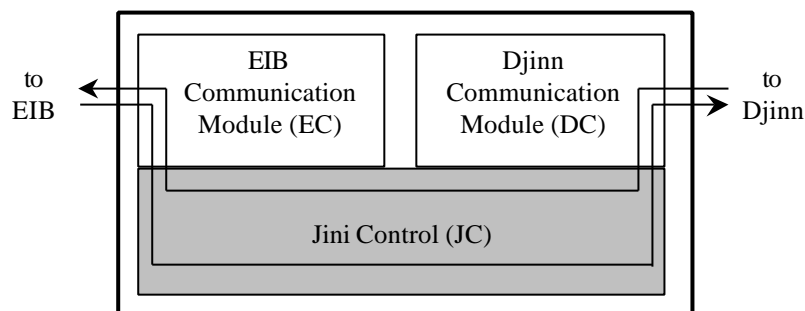 to
EIB
EIB
Communication
Module (EC)
Djinn
Communication
Module (DC)
to
Djinn
Jini Control (JC)